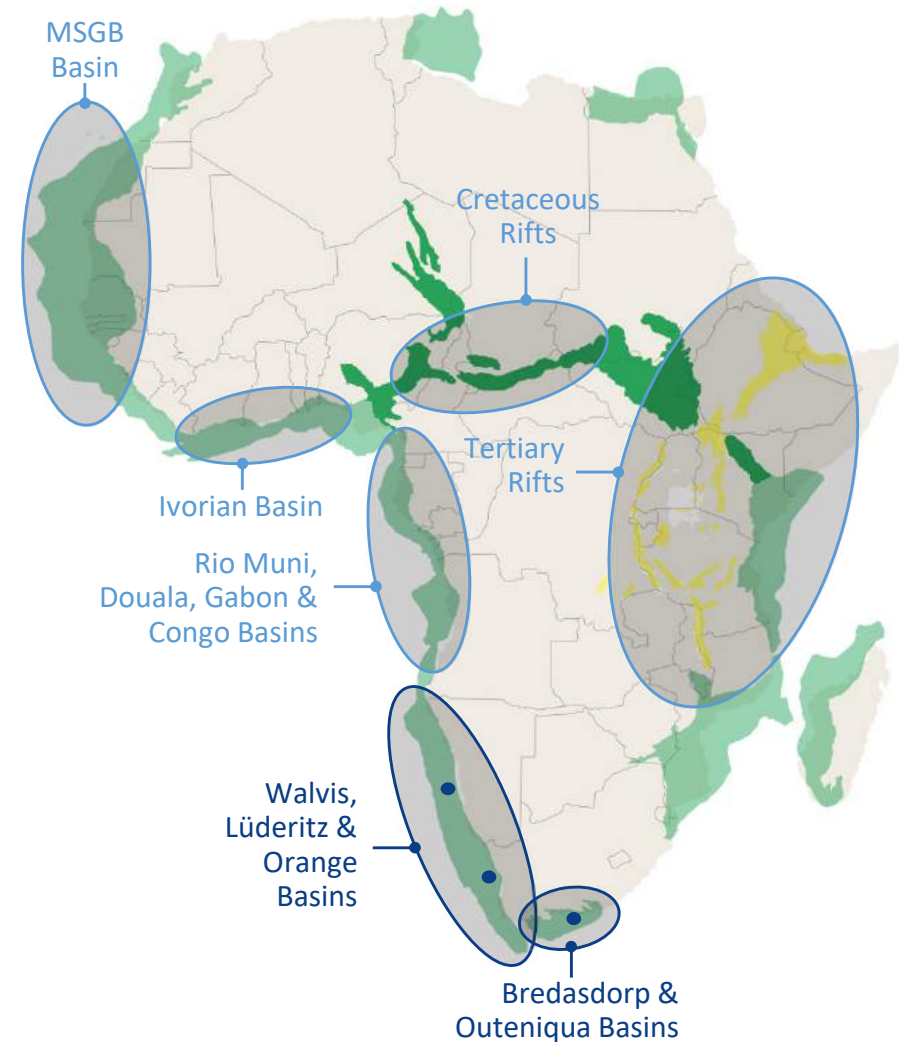 MSGB
Basin
Cretaceous
Rifts
Tertiary
Rifts
Ivorian Basin
Rio Muni,
Douala, Gabon &
Congo Basins
Walvis,
Lüderitz &
Orange
Basins
Bredasdorp &
Outeniqua Basins